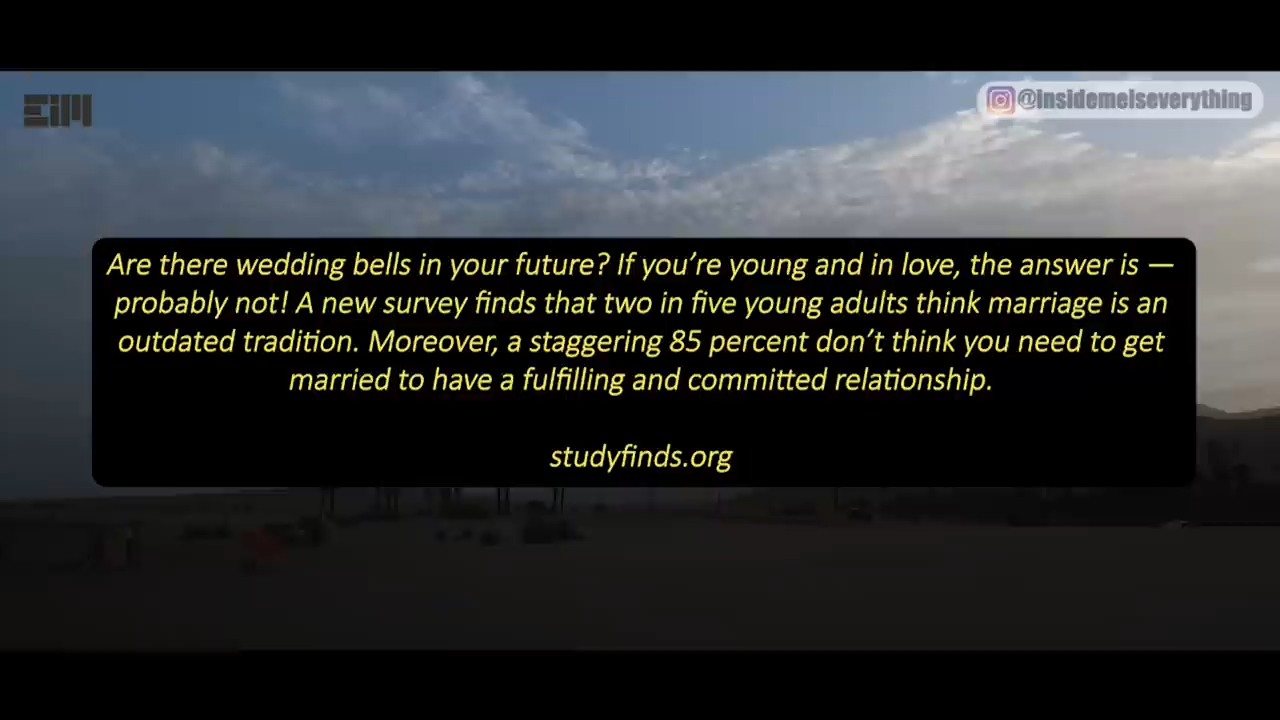 EiM
@insidemeiseverything
Are there wedding bells in your future? If you’re young and in love, the answer is —
probably not! A new survey finds that two in five young adults think marriage is an
outdated tradition. Moreover, a staggering 85 percent don’t think you need to get
married to have a fulfilling and committed relationship.
studyfinds.org